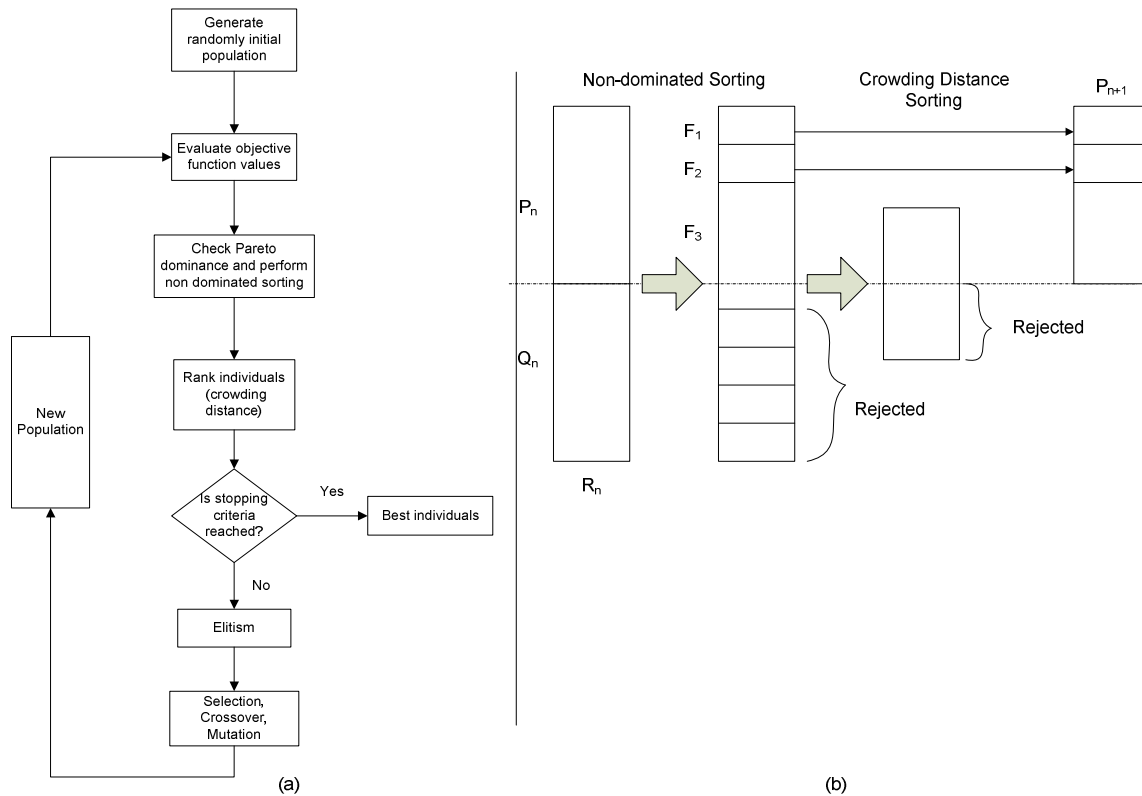 Generate
randomly initial
population
Evaluate objective
function values
Check Pareto
dominance and perform
non dominated sorting
Rank individuals
(crowding
distance)
New
Population
Is stopping
criteria
reached?
Yes
Best individuals
No
Elitism
Selection,
Crossover,
Mutation
(a)
Non-dominated Sorting
Crowding Distance
Sorting
Pn+1
F1
F2
Pn
F3
Qn
Rejected
Rejected
Rn
(b)